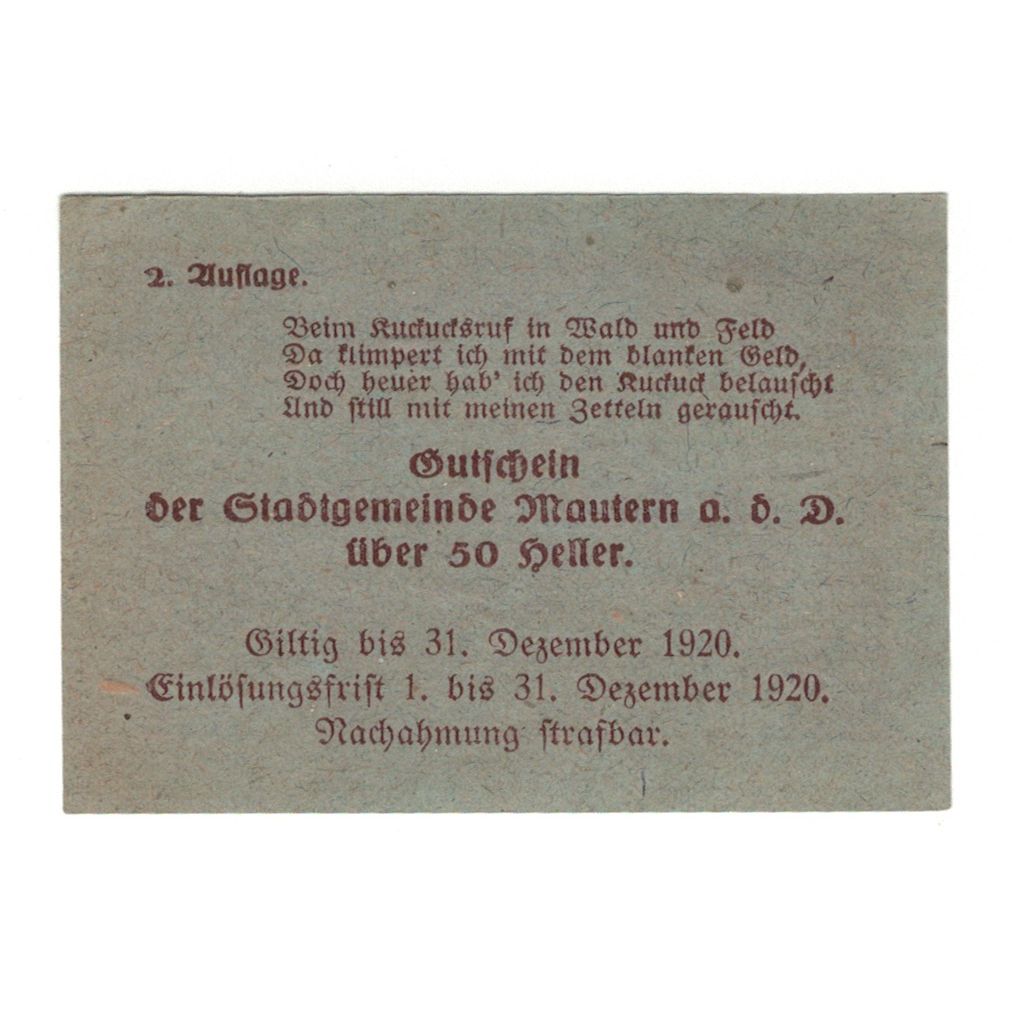 2. Auflage.
Beim Kuckucksruf in Wald und Feld
Da klimpert ich mit dem blanken Geld,
Doch heuer hab' ich den Kuckuck belauscht
Und still mit meinen Zetteln gerauscht.
Gutschein
der Stadtgemeinde Mautern a. d. D.
über 50 Heller.
Giltig bis 31. Dezember 1920.
Einlösungsfrist 1. bis 31. Dezember 1920.
Nachahmung strafbar.